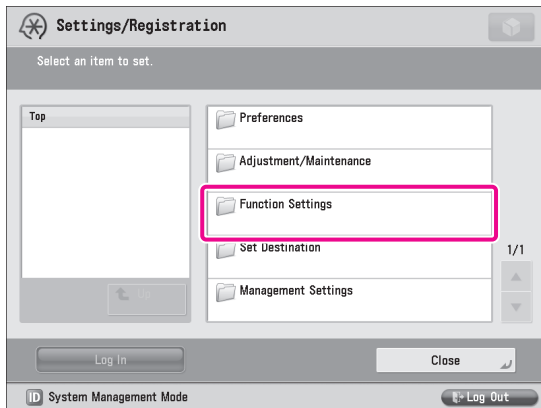 Settings/Registration
Select an item to set.
Top
Preferences
Adjustment/Maintenance
Function Settings
Set Destination
1/1
Up
Management Settings
Log In
Close
ID System Management Mode
Log Out